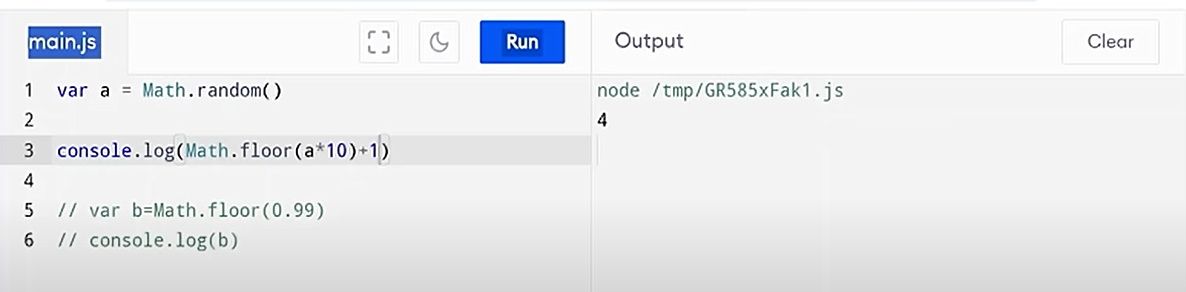 main.js
Run
Output
Clear
1 var a = Math.random()
2
3 console.log(Math.floor(a*10)+1)
4
5 // var b=Math.floor(0.99)
6 // console.log(b)
node /tmp/GR585xFak1.js
4